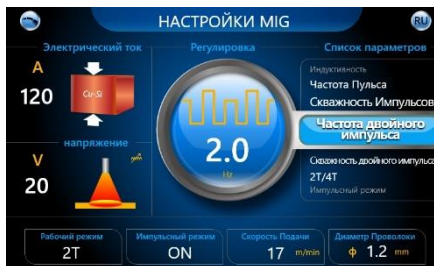 НАСТРОЙКИ MIG
RU
Электрический ток
Регулировка
Список параметров
A
120
Cu-Si
напряжение
V
20
2.0
Hz
Индуктивность
Частота Пульса
Скважность Импульсов
Частота двойного
импульса
Скважность двойного импульса
2T/4T
Импульсный режим
Рабочий режим
2T
Импульсный режим
ON
Скорость Подачи
17 m/min
Диаметр Проволоки
ϕ 1.2 mm